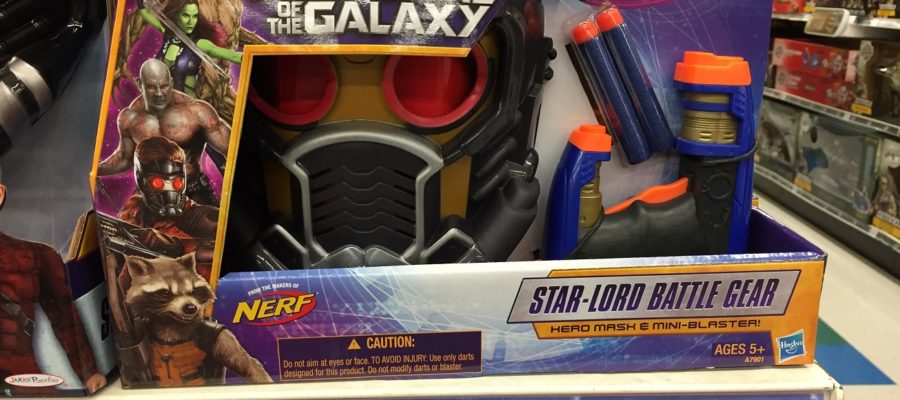 OF
THE GALAXY
FROM THE MAKERS OF
NERF
CAUTION:
Do not aim at eyes or face. TO AVOID INJURY: Use only darts
designed for this product. Do not modify darts or blaster.
STAR-LORD BATTLE GEAR
HERO MASK & MINI-BLASTER!
AGES 5+
A7901
Hasbro
JAKKS Pacific